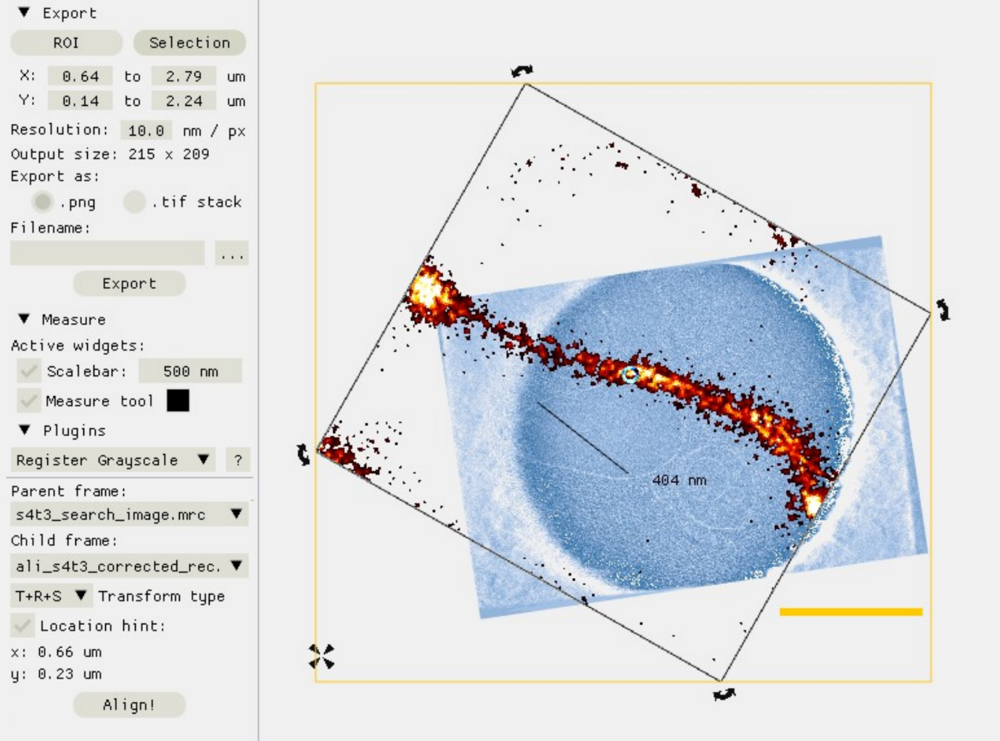 Export
ROI Selection
X: 0.64 to 2.79 um
Y: 0.14 to 2.24 um
Resolution: 10.0 nm / px
Output size: 215 x 209
Export as:
.png .tif stack
Filename:
...
Export
Measure
Active widgets:
Scalebar: 500 nm
Measure tool
Plugins
Register Grayscale ?
Parent frame:
s4t3_search_image.mrc
Child frame:
ali_s4t3_corrected_rec.
T+R+S Transform type
Location hint:
x: 0.66 um
y: 0.23 um
Align!
404 nm